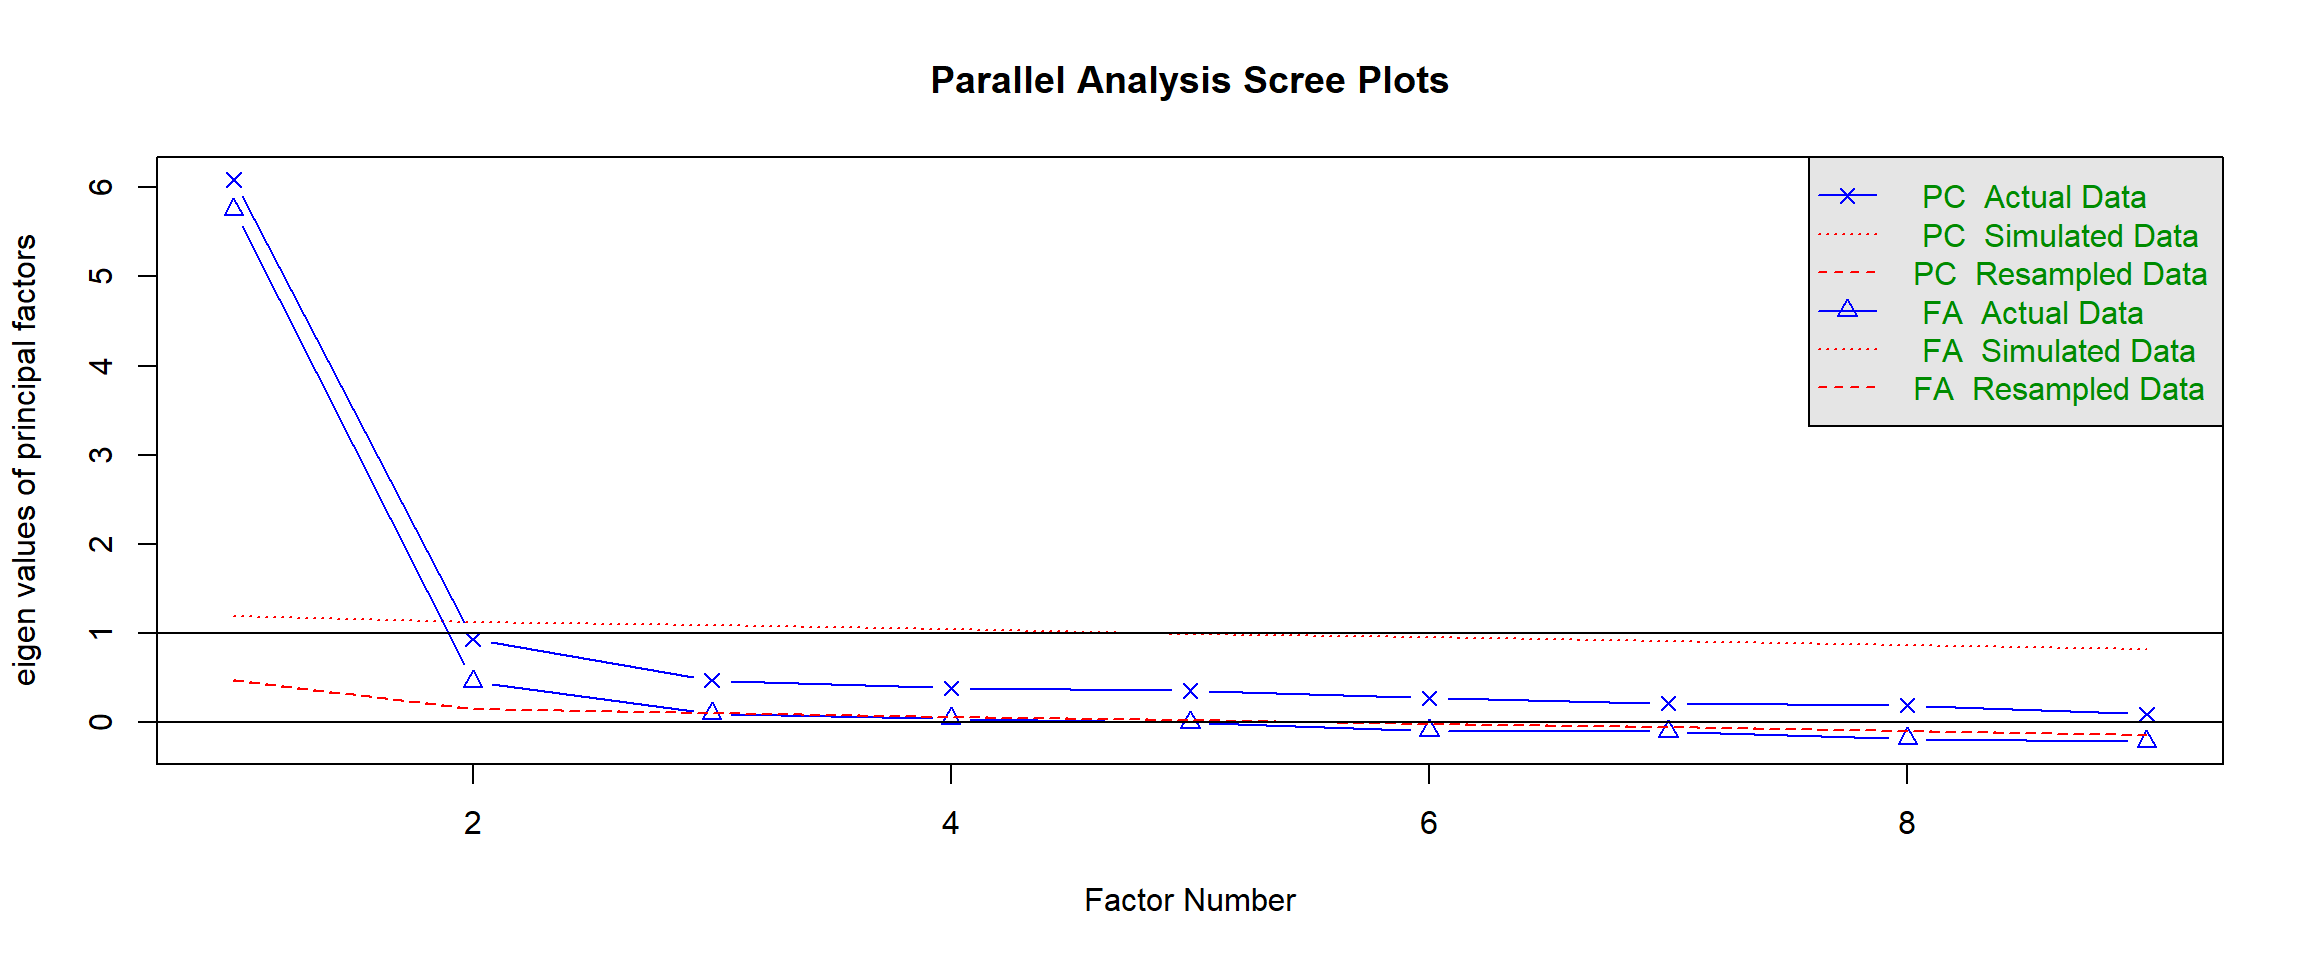 Parallel Analysis Scree Plots
eigen values of principal factors
6
5
4
3
2
1
0
PC Actual Data
PC Simulated Data
PC Resampled Data
FA Actual Data
FA Simulated Data
FA Resampled Data
2
4
6
8
Factor Number